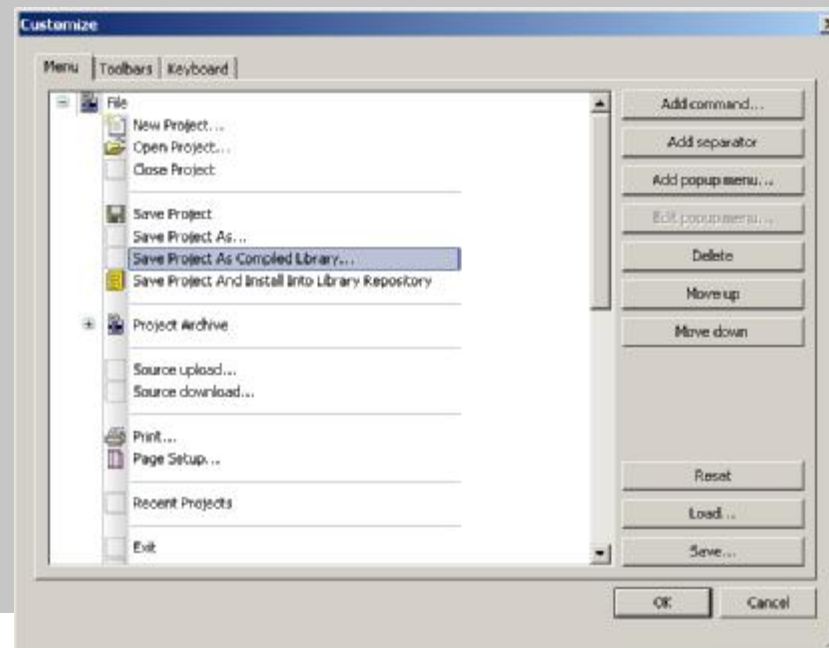 Customize
Menu Toolbars Keyboard
File
New Project...
Open Project...
Close Project
Save Project
Save Project As...
Save Project As Compiled Library...
Save Project And Install Into Library Repository
Project Archive
Source upload...
Source download...
Print...
Page Setup...
Recent Projects
Exit
Add command...
Add separator
Add popup menu...
Edit popup menu...
Delete
Move up
Move down
Reset
Load...
Save...
OK Cancel